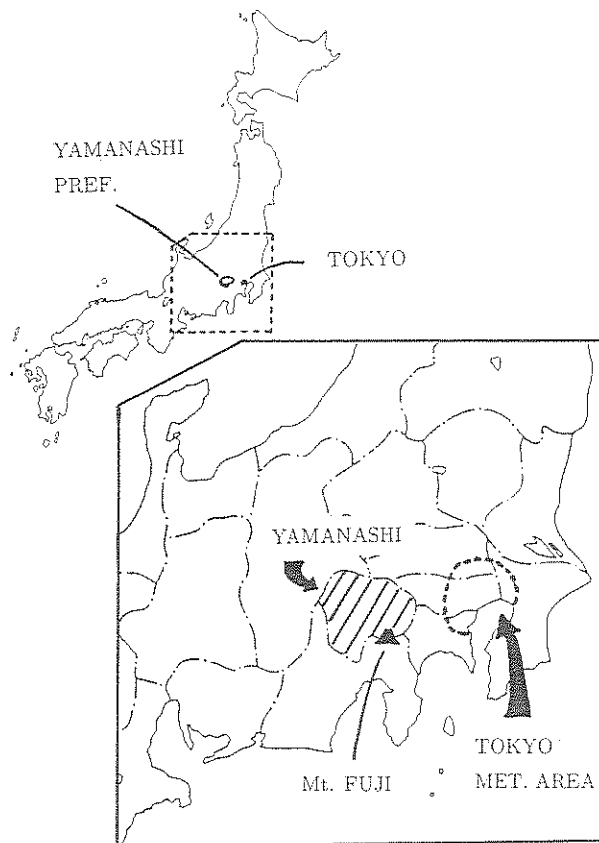 YAMANASHI
PREF.
TOKYO
YAMANASHI
Mt. FUJI
TOKYO
MET. AREA